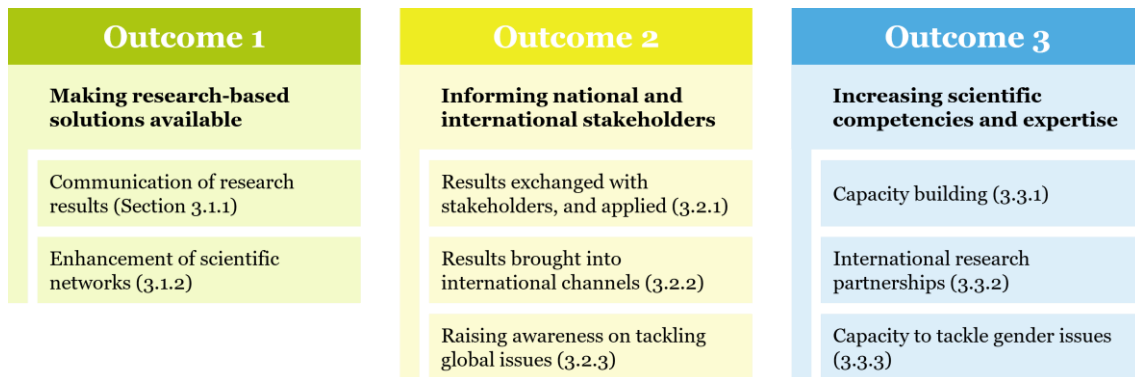 Outcome 1
Making research-based
solutions available
Communication of research
results (Section 3.1.1)
Enhancement of scientific
networks (3.1.2)
Outcome 2
Informing national and
international stakeholders
Results exchanged with
stakeholders, and applied (3.2.1)
Results brought into
international channels (3.2.2)
Raising awareness on tackling
global issues (3.2.3)
Outcome 3
Increasing scientific
competencies and expertise
Capacity building (3.3.1)
International research
partnerships (3.3.2)
Capacity to tackle gender issues
(3.3.3)